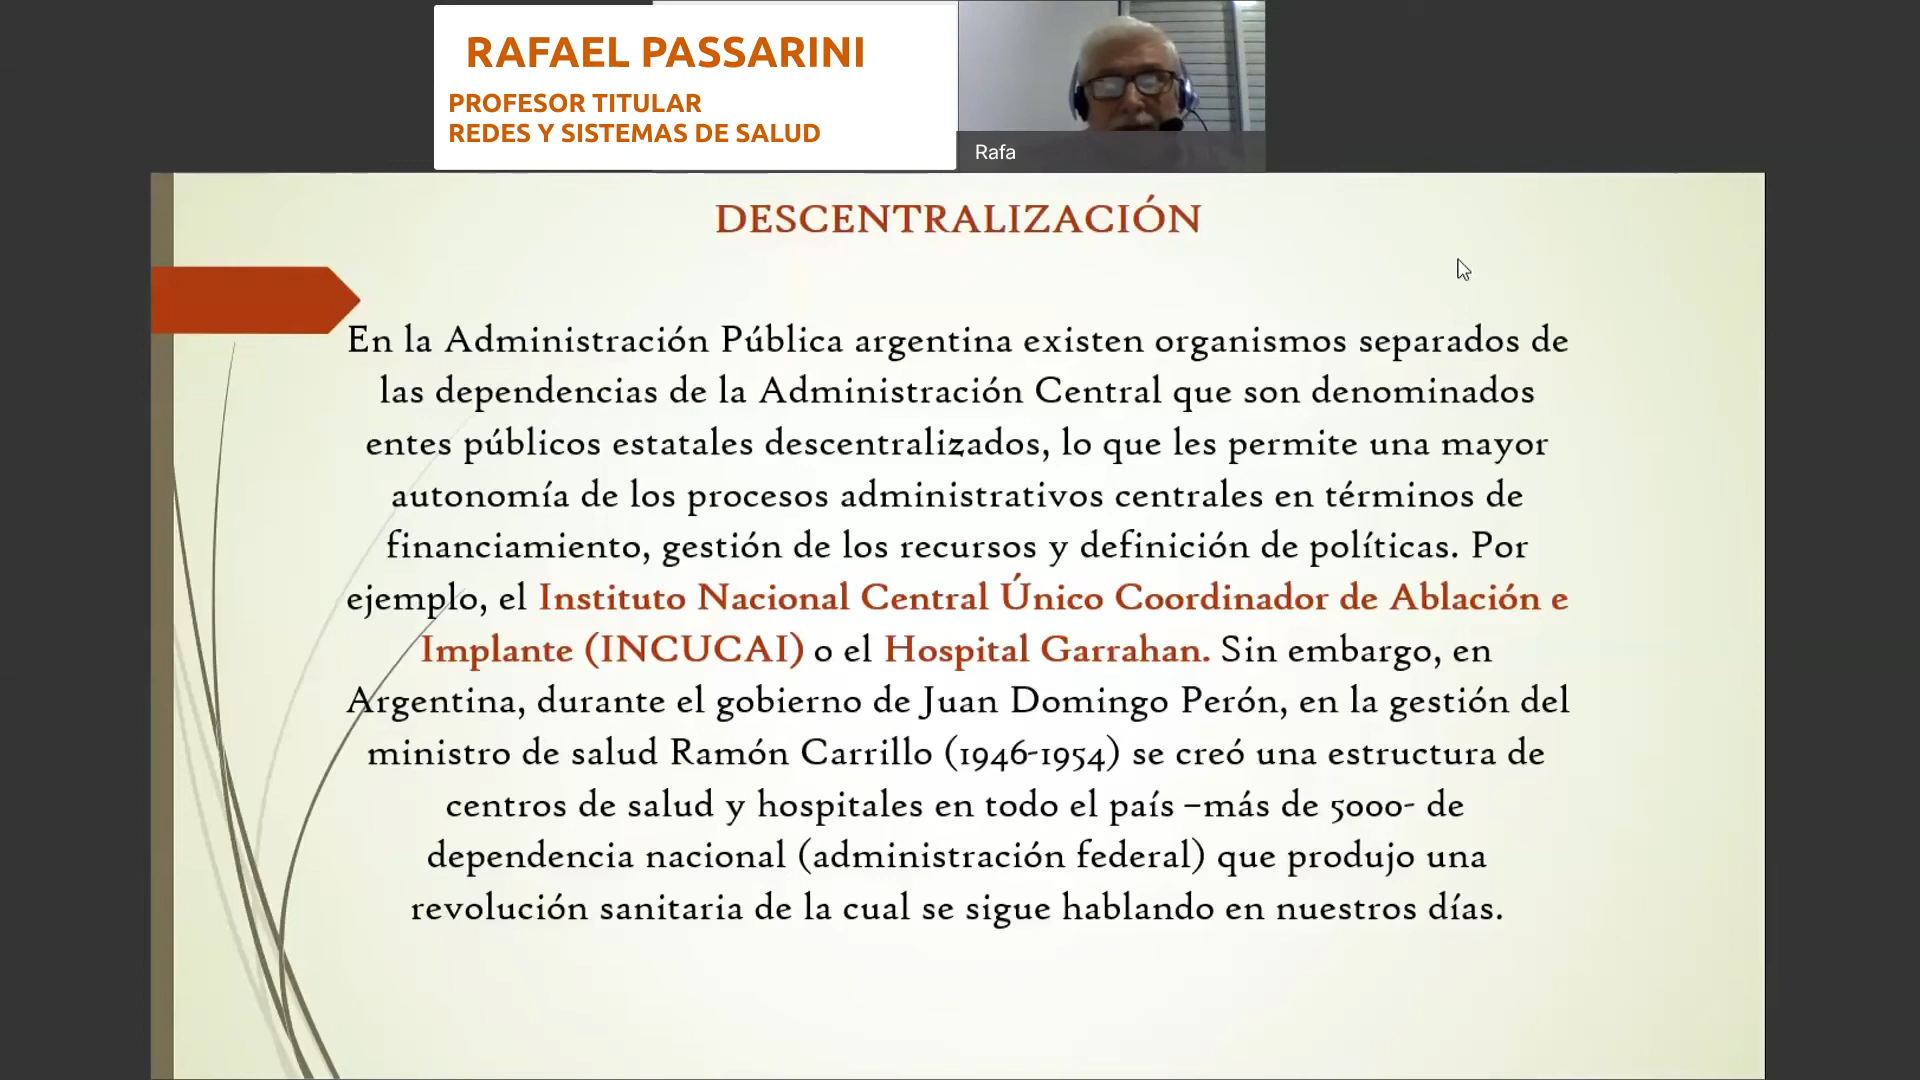 RAFAEL PASSARINI
PROFESOR TITULAR
REDES Y SISTEMAS DE SALUD
Rafa
DESCENTRALIZACIÓN
En la Administración Pública argentina existen organismos separados de
las dependencias de la Administración Central que son denominados
entes públicos estatales descentralizados, lo que les permite una mayor
autonomía de los procesos administrativos centrales en términos de
financiamiento, gestión de los recursos y definición de políticas. Por
ejemplo, el Instituto Nacional Central Único Coordinador de Ablación e
Implante (INCUCAI) o el Hospital Garrahan. Sin embargo, en
Argentina, durante el gobierno de Juan Domingo Perón, en la gestión del
ministro de salud Ramón Carrillo (1946-1954) se creó una estructura de
centros de salud y hospitales en todo el país –más de 5000- de
dependencia nacional (administración federal) que produjo una
revolución sanitaria de la cual se sigue hablando en nuestros días.